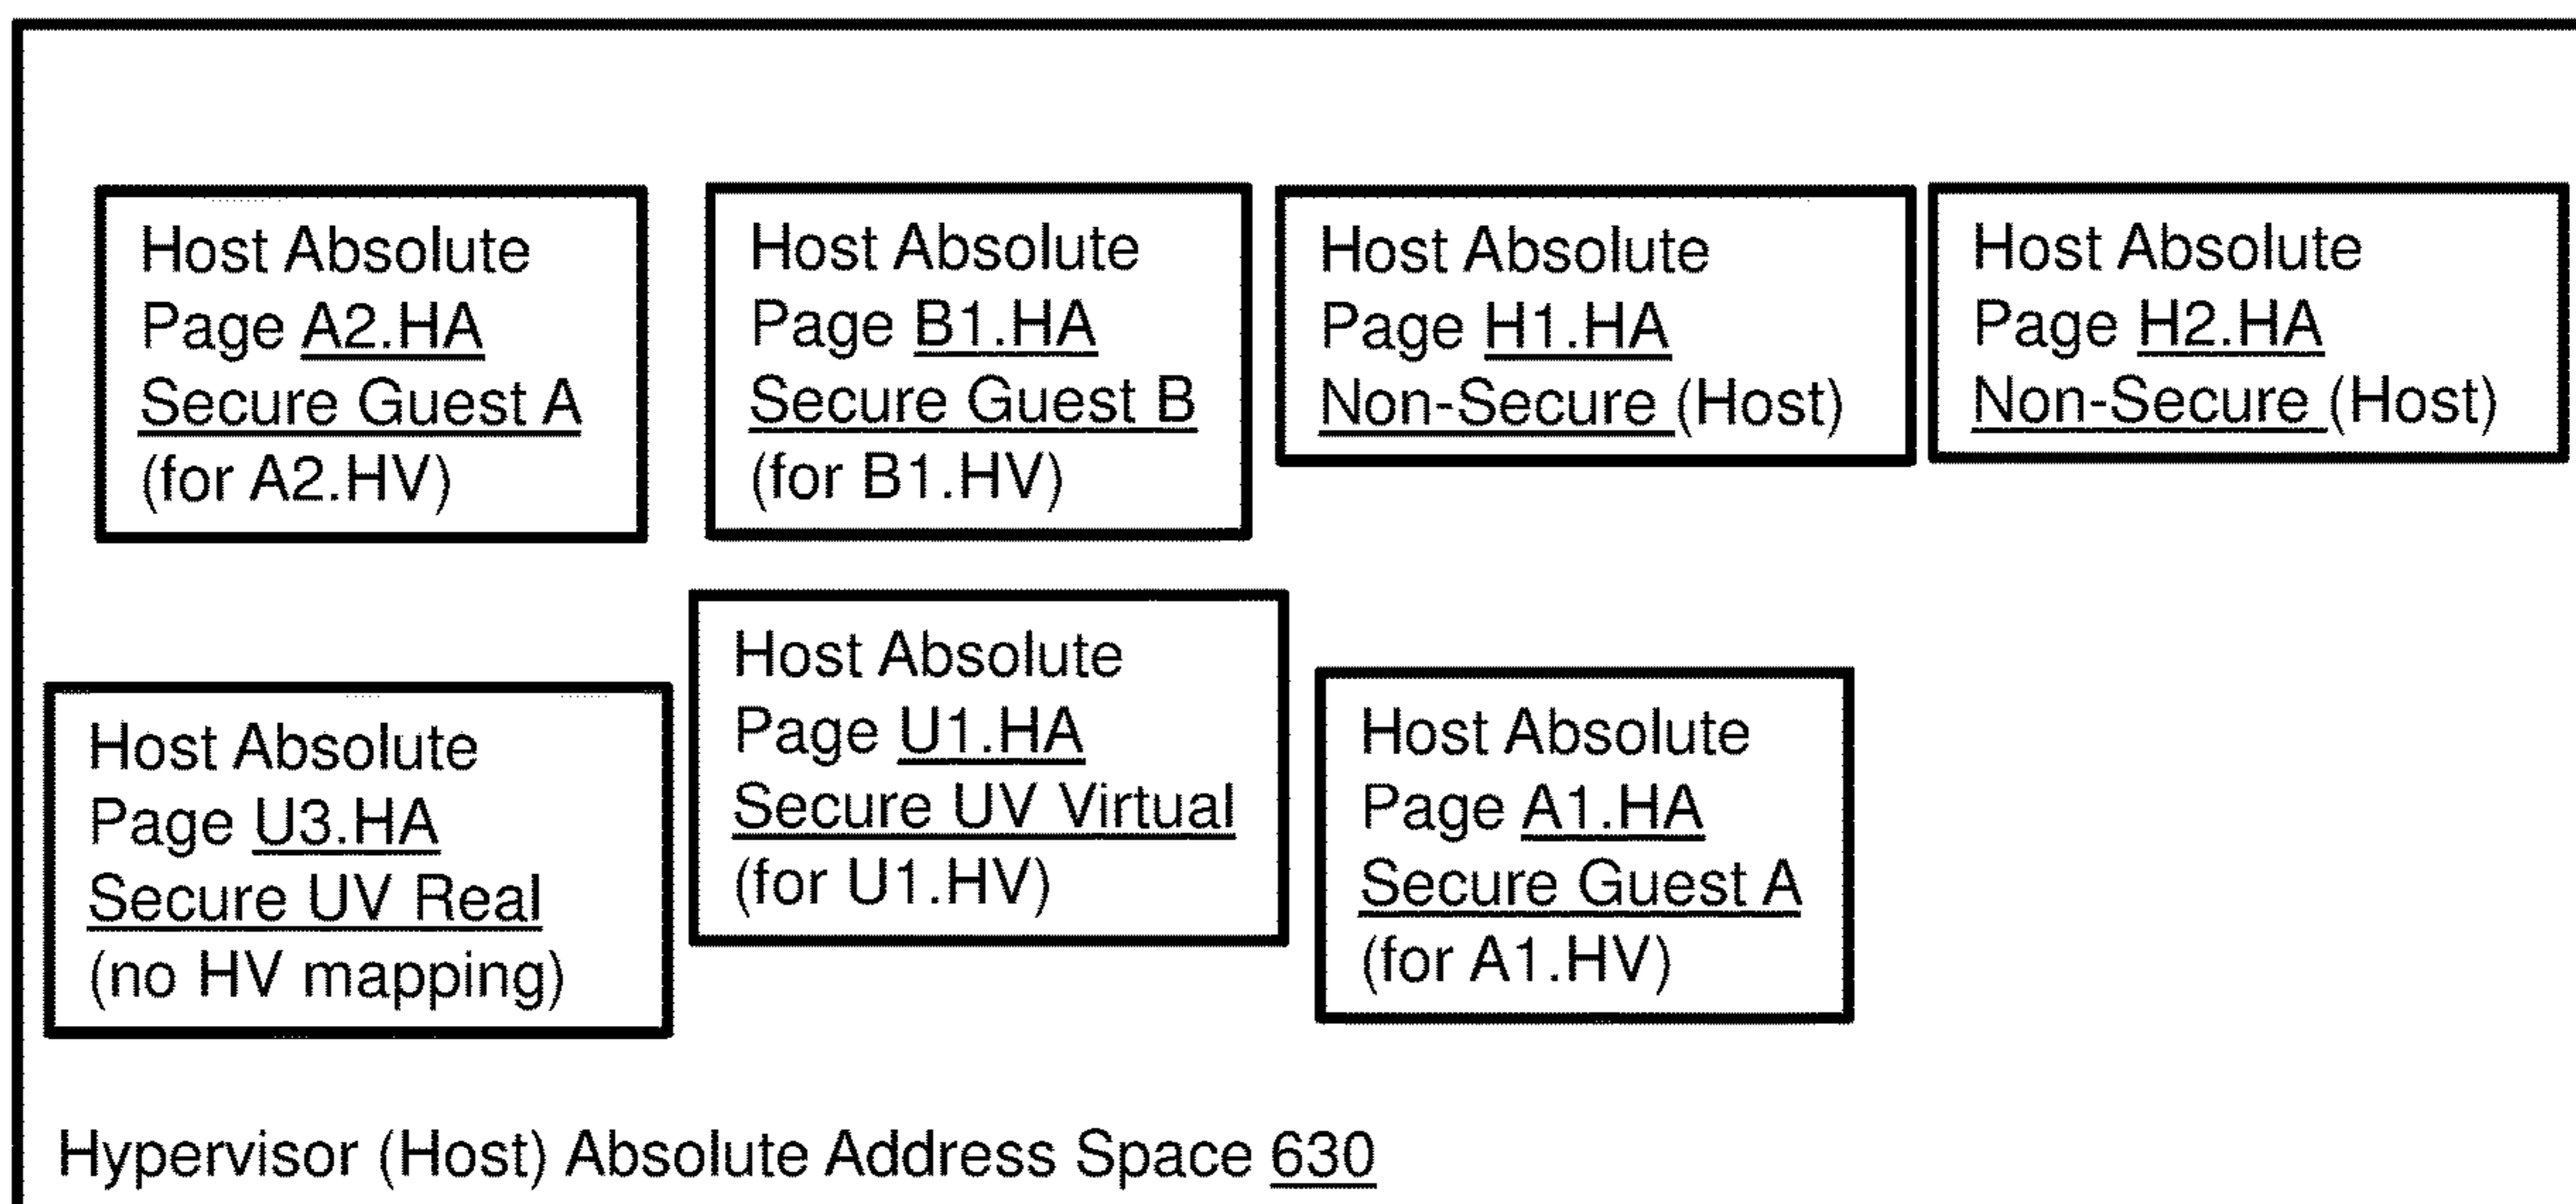 Host Absolute
Page A2.HA
Secure Guest A
(for A2.HV)
Host Absolute
Page B1.HA
Secure Guest B
(for B1.HV)
Host Absolute
Page H1.HA
Non-Secure (Host)
Host Absolute
Page H2.HA
Non-Secure (Host)
Host Absolute
Page U3.HA
Secure UV Real
(no HV mapping)
Host Absolute
Page U1.HA
Secure UV Virtual
(for U1.HV)
Host Absolute
Page A1.HA
Secure Guest A
(for A1.HV)
Hypervisor (Host) Absolute Address Space 630